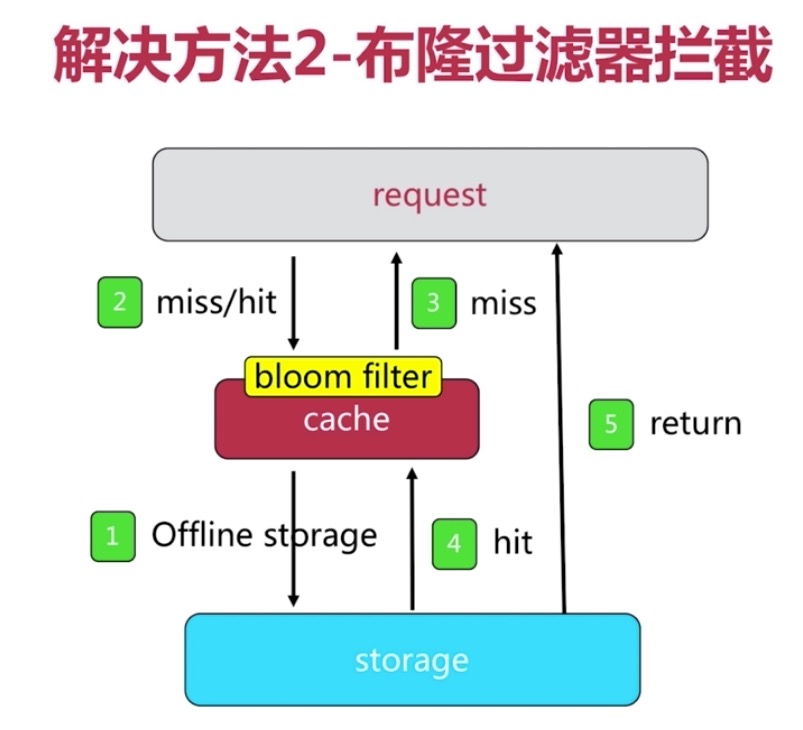 解决方法2-布隆过滤器拦截
request
2 miss/hit
3 miss
bloom filter
cache
5 return
1 Offline storage
4 hit
storage